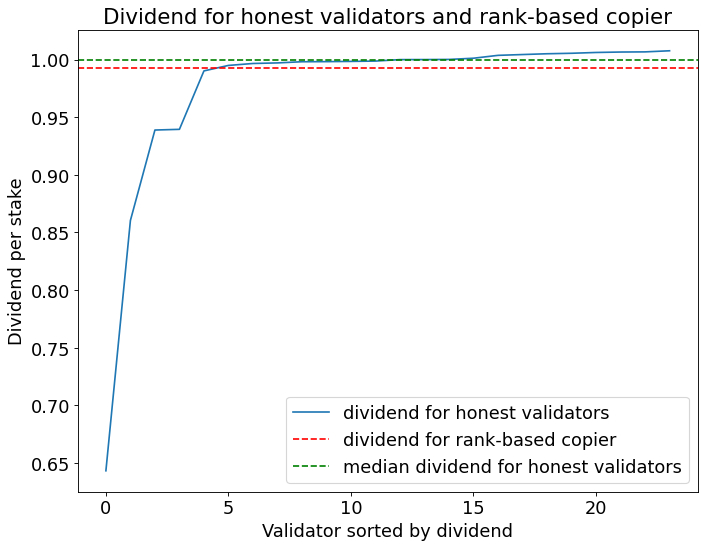 Dividend for honest validators and rank-based copier
Dividend per stake
1.00
0.95
0.90
0.85
0.80
0.75
0.70
0.65
dividend for honest validators
dividend for rank-based copier
median dividend for honest validators
0 5 10 15 20
Validator sorted by dividend